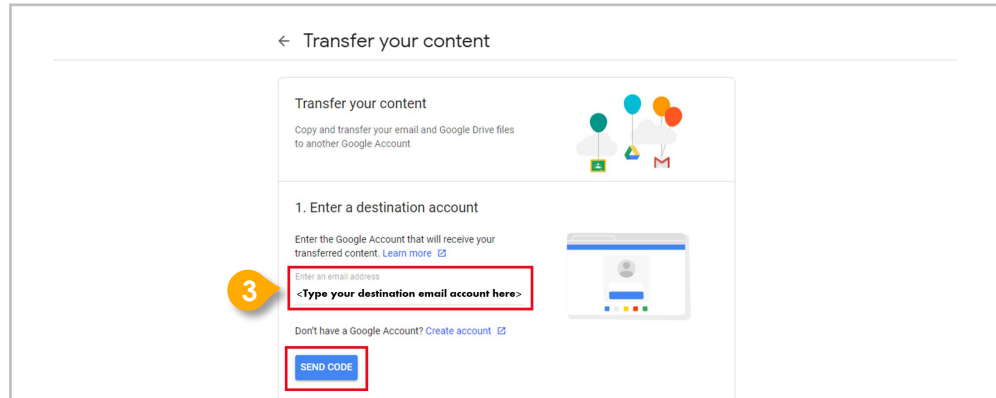 ← Transfer your content
Transfer your content
Copy and transfer your email and Google Drive files
to another Google Account
1. Enter a destination account
Enter the Google Account that will receive your
transferred content. Learn more
Enter an email address
<Type your destination email account here>
3
Don't have a Google Account? Create account
SEND CODE